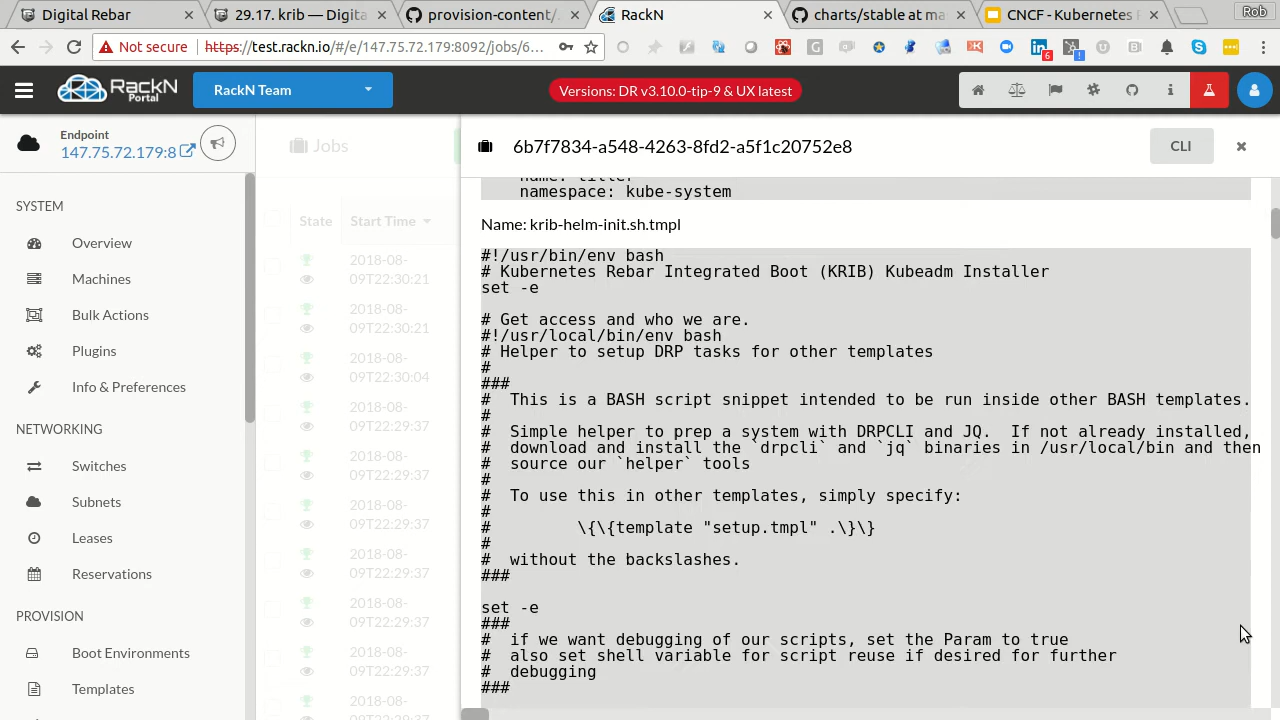 Digital Rebar
29.17. krib — Digita
provision-content/
RackN
charts/stable at ma
CNCF - Kubernetes
Rob
Not secure
https://test.rackn.io/#/e/147.75.72.179:8092/jobs/6...
6
RackN Portal
RackN Team
Versions: DR v3.10.0-tip-9 & UX latest
Endpoint
147.75.72.179:8
Jobs
6b7f7834-a548-4263-8fd2-a5f1c20752e8
CLI
SYSTEM
Overview
Machines
Bulk Actions
Plugins
Info & Preferences
NETWORKING
Switches
Subnets
Leases
Reservations
PROVISION
Boot Environments
Templates
State
Start Time
2018-08-
09T22:30:21
2018-08-
09T22:30:21
2018-08-
09T22:30:04
2018-08-
09T22:29:37
2018-08-
09T22:29:37
2018-08-
09T22:29:37
2018-08-
09T22:29:37
2018-08-
09T22:29:37
2018-08-
09T22:29:37
2018-08-
09T22:29:37
name: tiller
namespace: kube-system
Name: krib-helm-init.sh.tmpl
#!/usr/bin/env bash
# Kubernetes Rebar Integrated Boot (KRIB) Kubeadm Installer
set -e
# Get access and who we are.
#!/usr/local/bin/env bash
# Helper to setup DRP tasks for other templates
#
###
#  This is a BASH script snippet intended to be run inside other BASH templates.
#
#  Simple helper to prep a system with DRPCLI and JQ.  If not already installed,
#  download and install the `drpcli` and `jq` binaries in /usr/local/bin and then
#  source our `helper` tools
#
#  To use this in other templates, simply specify:
#
#         \{\{template "setup.tmpl" .\}\}
#
#  without the backslashes.
###
set -e
###
#  if we want debugging of our scripts, set the Param to true
#  also set shell variable for script reuse if desired for further
#  debugging
###